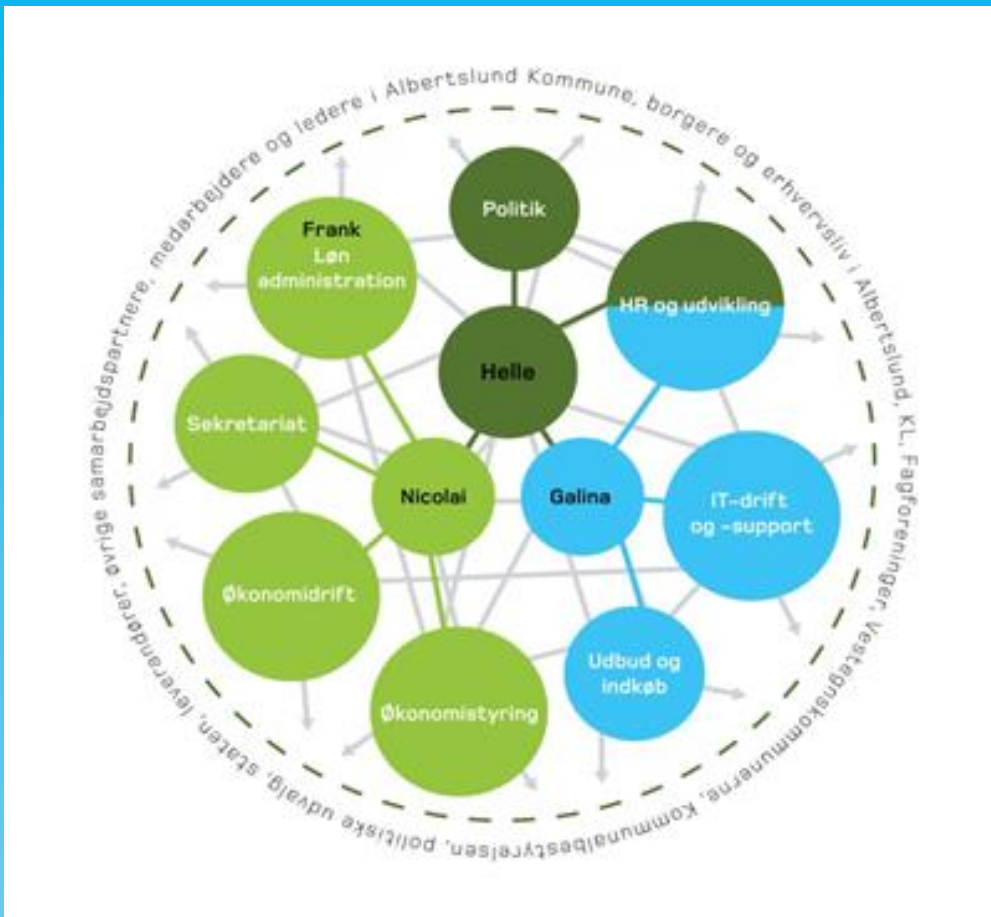 øvrige samarbejdspartnere, medarbejdere og ledere i Albertslund Kommune, borgere og erhvervsliv i Albertslund, KL, Fagforeninger, Vestegnskommunerne, Kommunalbestyrelsen, politiske udvalg, staten, leverandører,
Politik
Frank
Løn
administration
HR og udvikling
Helle
Sekretariat
Nicolai
Galina
IT-drift
og -support
Økonomidrift
Udbud og
indkøb
Økonomistyring